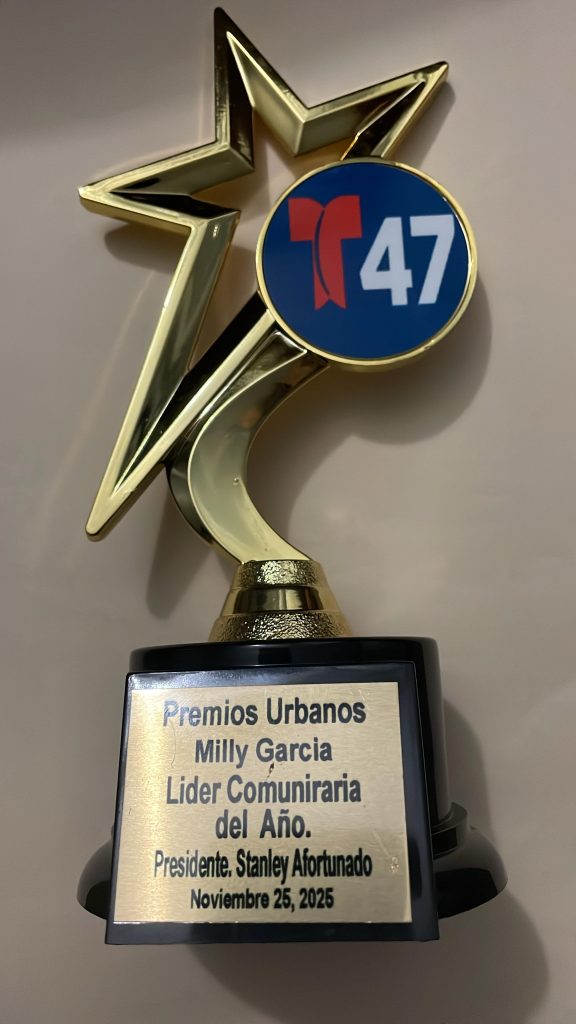 T 47
Premios Urbanos
Milly Garcia
Lider Comuniraria
del Año.
Presidente. Stanley Afortunado
Noviembre 25, 2025